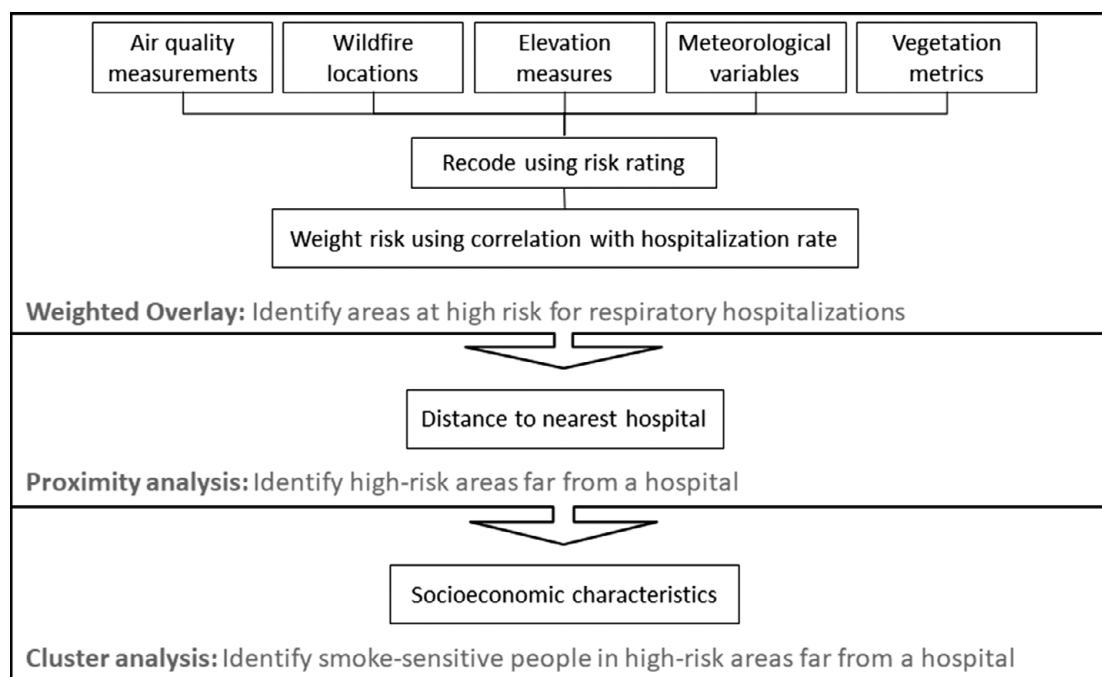 Air quality
measurements
Wildfire
locations
Elevation
measures
Meteorological
variables
Vegetation
metrics
Recode using risk rating
Weight risk using correlation with hospitalization rate
Weighted Overlay: Identify areas at high risk for respiratory hospitalizations
Distance to nearest hospital
Proximity analysis: Identify high-risk areas far from a hospital
Socioeconomic characteristics
Cluster analysis: Identify smoke-sensitive people in high-risk areas far from a hospital